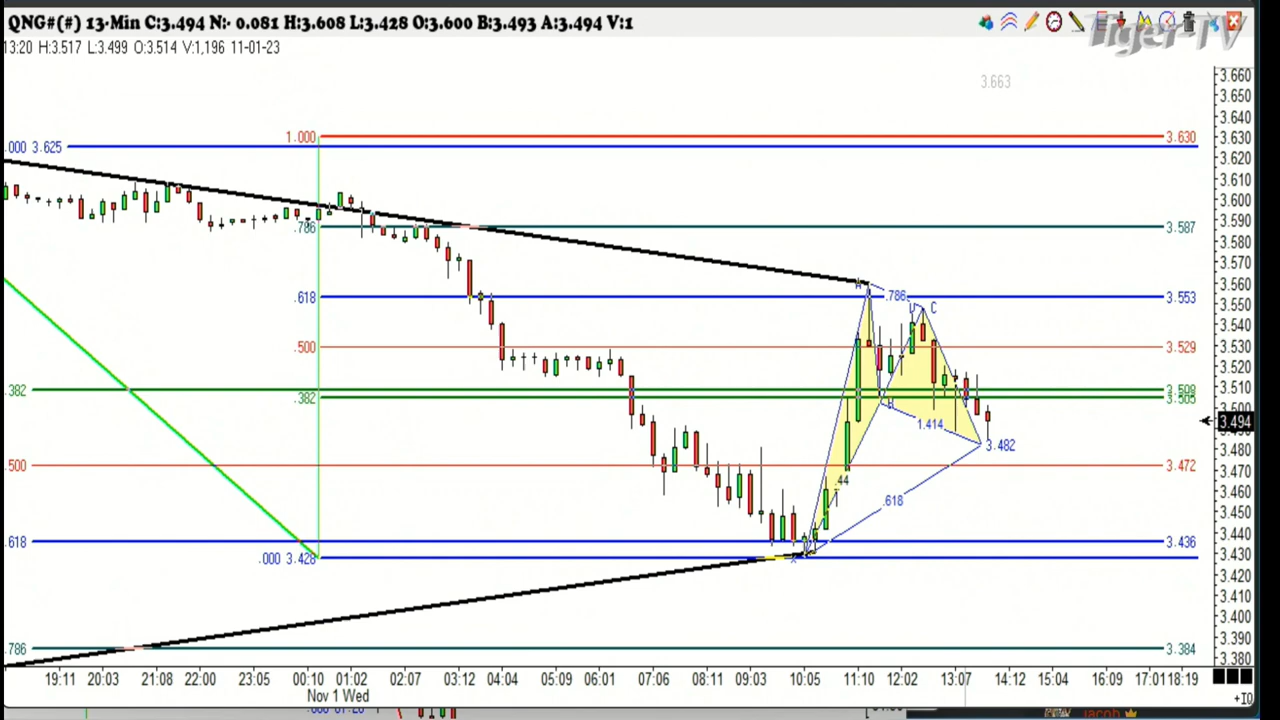 QNG#(#) 13-Min C:3.494 N:- 0.081 H:3.608 L:3.428 O:3.600 B:3.493 A:3.494 V:1
Tiger-TV
13:20 H:3.517 L:3.499 O:3.514 V:1,196 11-01-23
3.663
3.660
3.650
3.640
1.000 3.630 3.630
.000 3.625
3.620
3.610
3.600
3.590
.786 3.587
3.580
3.570
3.560
A .786
.618 3.553
C
3.540
.500 3.529 3.530
3.520
.382 3.509 3.510
.382 3.505
3.500
B
3.494
1.414
3.482
3.480
.500 3.472 3.470
.44
3.460
.618
3.450
3.440
.618 3.436
3.430
.000 3.428
X
3.420
3.410
3.400
3.390
.786 3.384
3.380
19:11 20:03 21:08 22:00 23:05 00:10 01:02 02:07 03:12 04:04 05:09 06:01 07:06 08:11 09:03 10:05 11:10 12:02 13:07 14:12 15:04 16:09 17:01 18:19
Nov 1 Wed
jacob